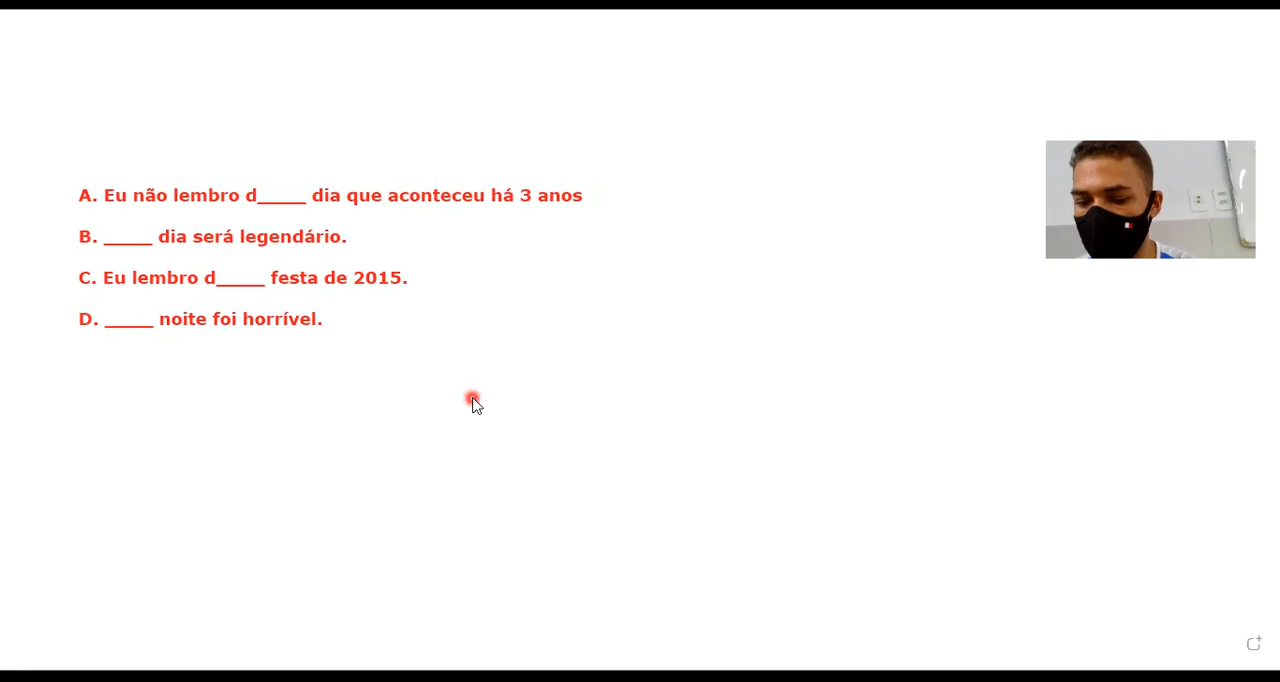 A. Eu não lembro d_____ dia que aconteceu há 3 anos
B. _____ dia será legendário.
C. Eu lembro d_____ festa de 2015.
D. _____ noite foi horrível.